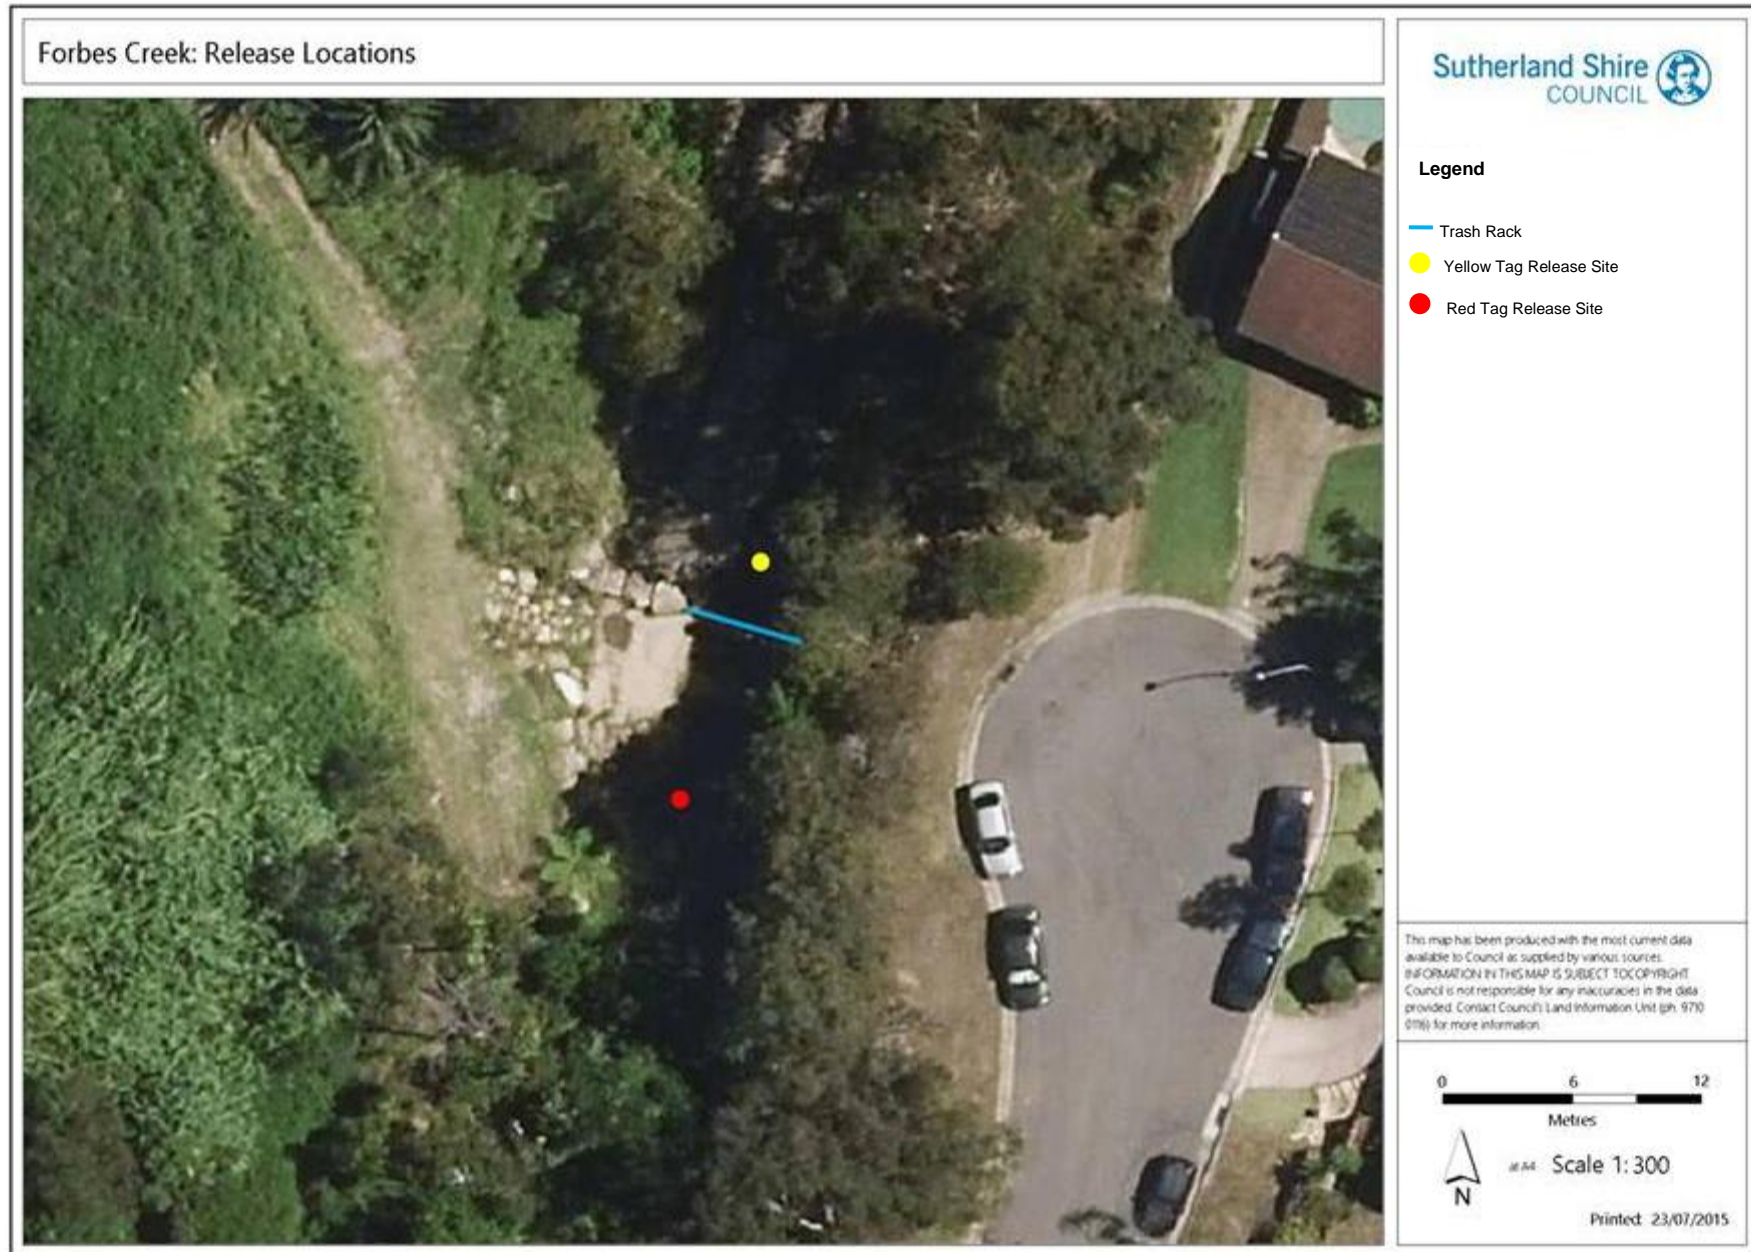 Forbes Creek: Release Locations
Sutherland Shire
COUNCIL
Legend
Trash Rack
Yellow Tag Release Site
Red Tag Release Site
This map has been produced with the most current data
available to Council as supplied by various sources.
INFORMATION IN THIS MAP IS SUBJECT TO COPYRIGHT
Council is not responsible for any inaccuracies in the data
provided. Contact Council's Land Information Unit (ph. 9710
0116) for more information.
0 6 12
Metres
at A4 Scale 1: 300
N
Printed: 23/07/2015